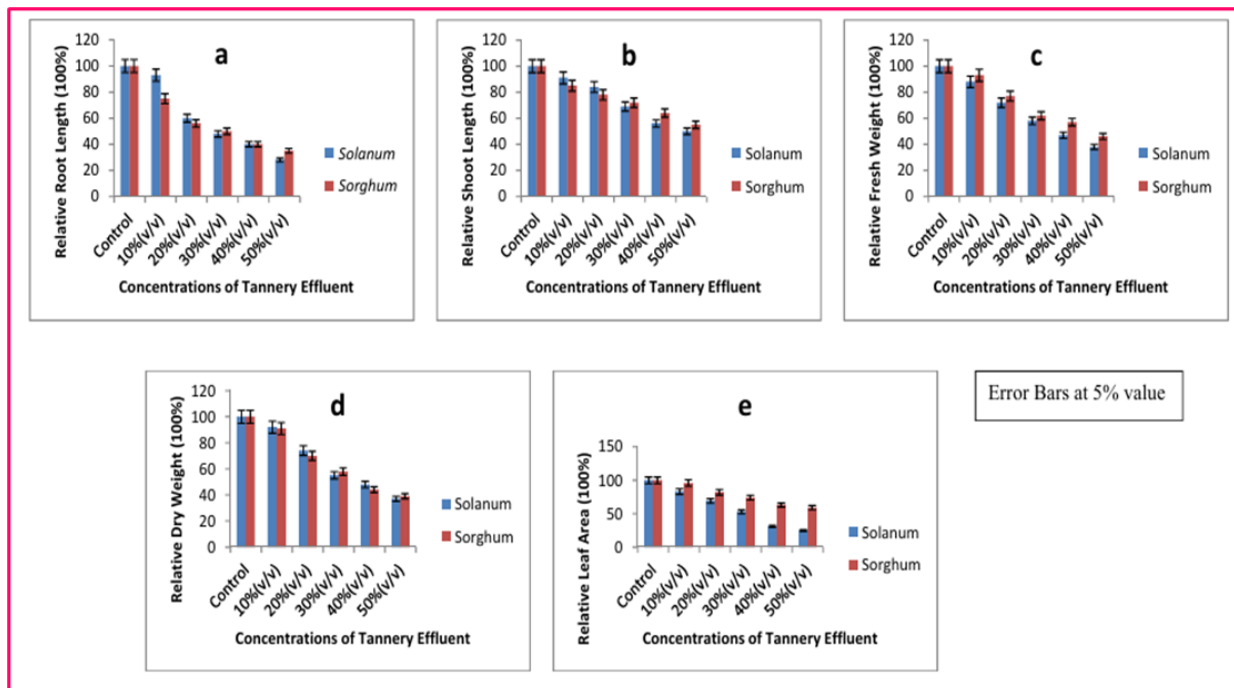 a
120
100
80
60
40
20
0
Relative Root Length (100%)
Control
10%(v/v)
20%(v/v)
30%(v/v)
40%(v/v)
50%(v/v)
Concentrations of Tannery Effluent
Solanum
Sorghum
b
120
100
80
60
40
20
0
Relative Shoot Length (100%)
Control
10%(v/v)
20%(v/v)
30%(v/v)
40%(v/v)
50%(v/v)
Concentrations of Tannery Effluent
Solanum
Sorghum
c
120
100
80
60
40
20
0
Relative Fresh Weight (100%)
Control
10%(v/v)
20%(v/v)
30%(v/v)
40%(v/v)
50%(v/v)
Concentrations of Tannery Effluent
Solanum
Sorghum
d
120
100
80
60
40
20
0
Relative Dry Weight (100%)
Control
10%(v/v)
20%(v/v)
30%(v/v)
40%(v/v)
50%(v/v)
Concentrations of Tannery Effluent
Solanum
Sorghum
e
150
100
50
0
Relative Leaf Area (100%)
Control
10%(v/v)
20%(v/v)
30%(v/v)
40%(v/v)
50%(v/v)
Concentrations of Tannery Effluent
Solanum
Sorghum
Error Bars at 5% value